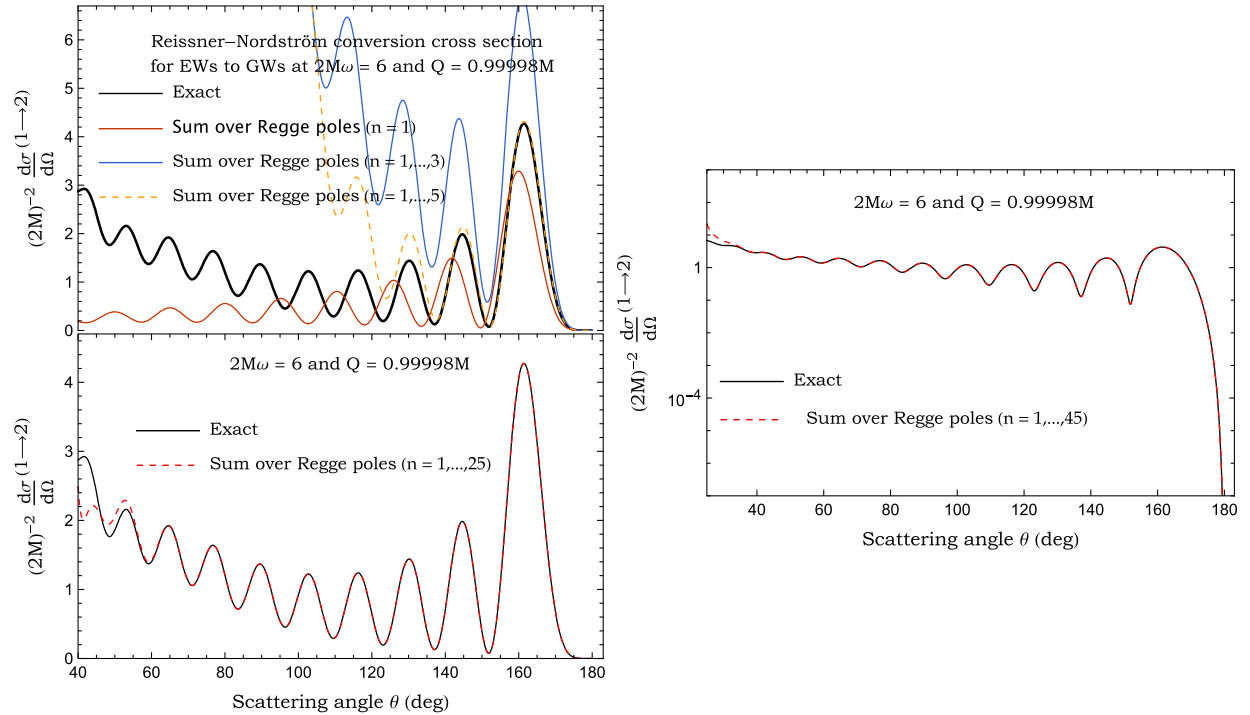 Reissner−Nordström conversion cross section
for EWs to GWs at 2Mω = 6 and Q = 0.99998M
Exact
Sum over Regge poles (n = 1)
Sum over Regge poles (n = 1,...,3)
Sum over Regge poles (n = 1,...,5)
(2M)⁻² dσ/dΩ (1⟶2)
0
1
2
3
4
5
6
2Mω = 6 and Q = 0.99998M
Exact
Sum over Regge poles (n = 1,...,25)
(2M)⁻² dσ/dΩ (1⟶2)
0
1
2
3
4
40 60 80 100 120 140 160 180
Scattering angle θ (deg)
2Mω = 6 and Q = 0.99998M
Exact
Sum over Regge poles (n = 1,...,45)
(2M)⁻² dσ/dΩ (1⟶2)
1
10⁻⁴
40 60 80 100 120 140 160 180
Scattering angle θ (deg)